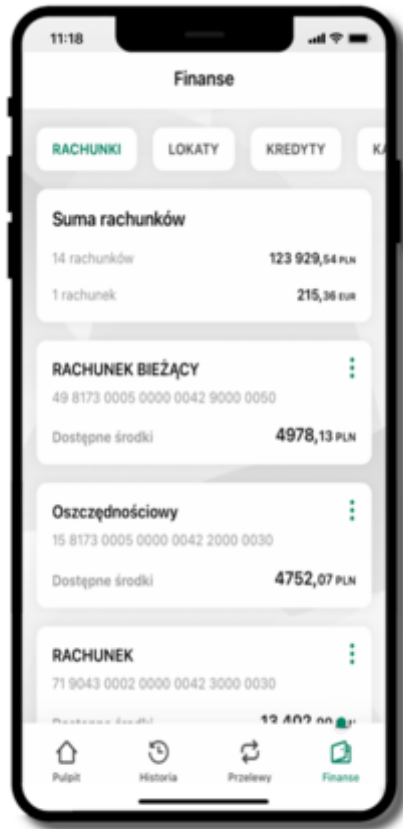 11:18
Finanse
RACHUNKI LOKATY KREDYTY
Suma rachunków
14 rachunków 123 929,54 PLN
1 rachunek 215,36 EUR
RACHUNEK BIEŻĄCY
49 8173 0005 0000 0042 9000 0050
Dostępne środki 4978,13 PLN
Oszczędnościowy
15 8173 0005 0000 0042 2000 0030
Dostępne środki 4752,07 PLN
RACHUNEK
71 9043 0002 0000 0042 3000 0030
13 402
Pulpit Historia Przelewy Finanse